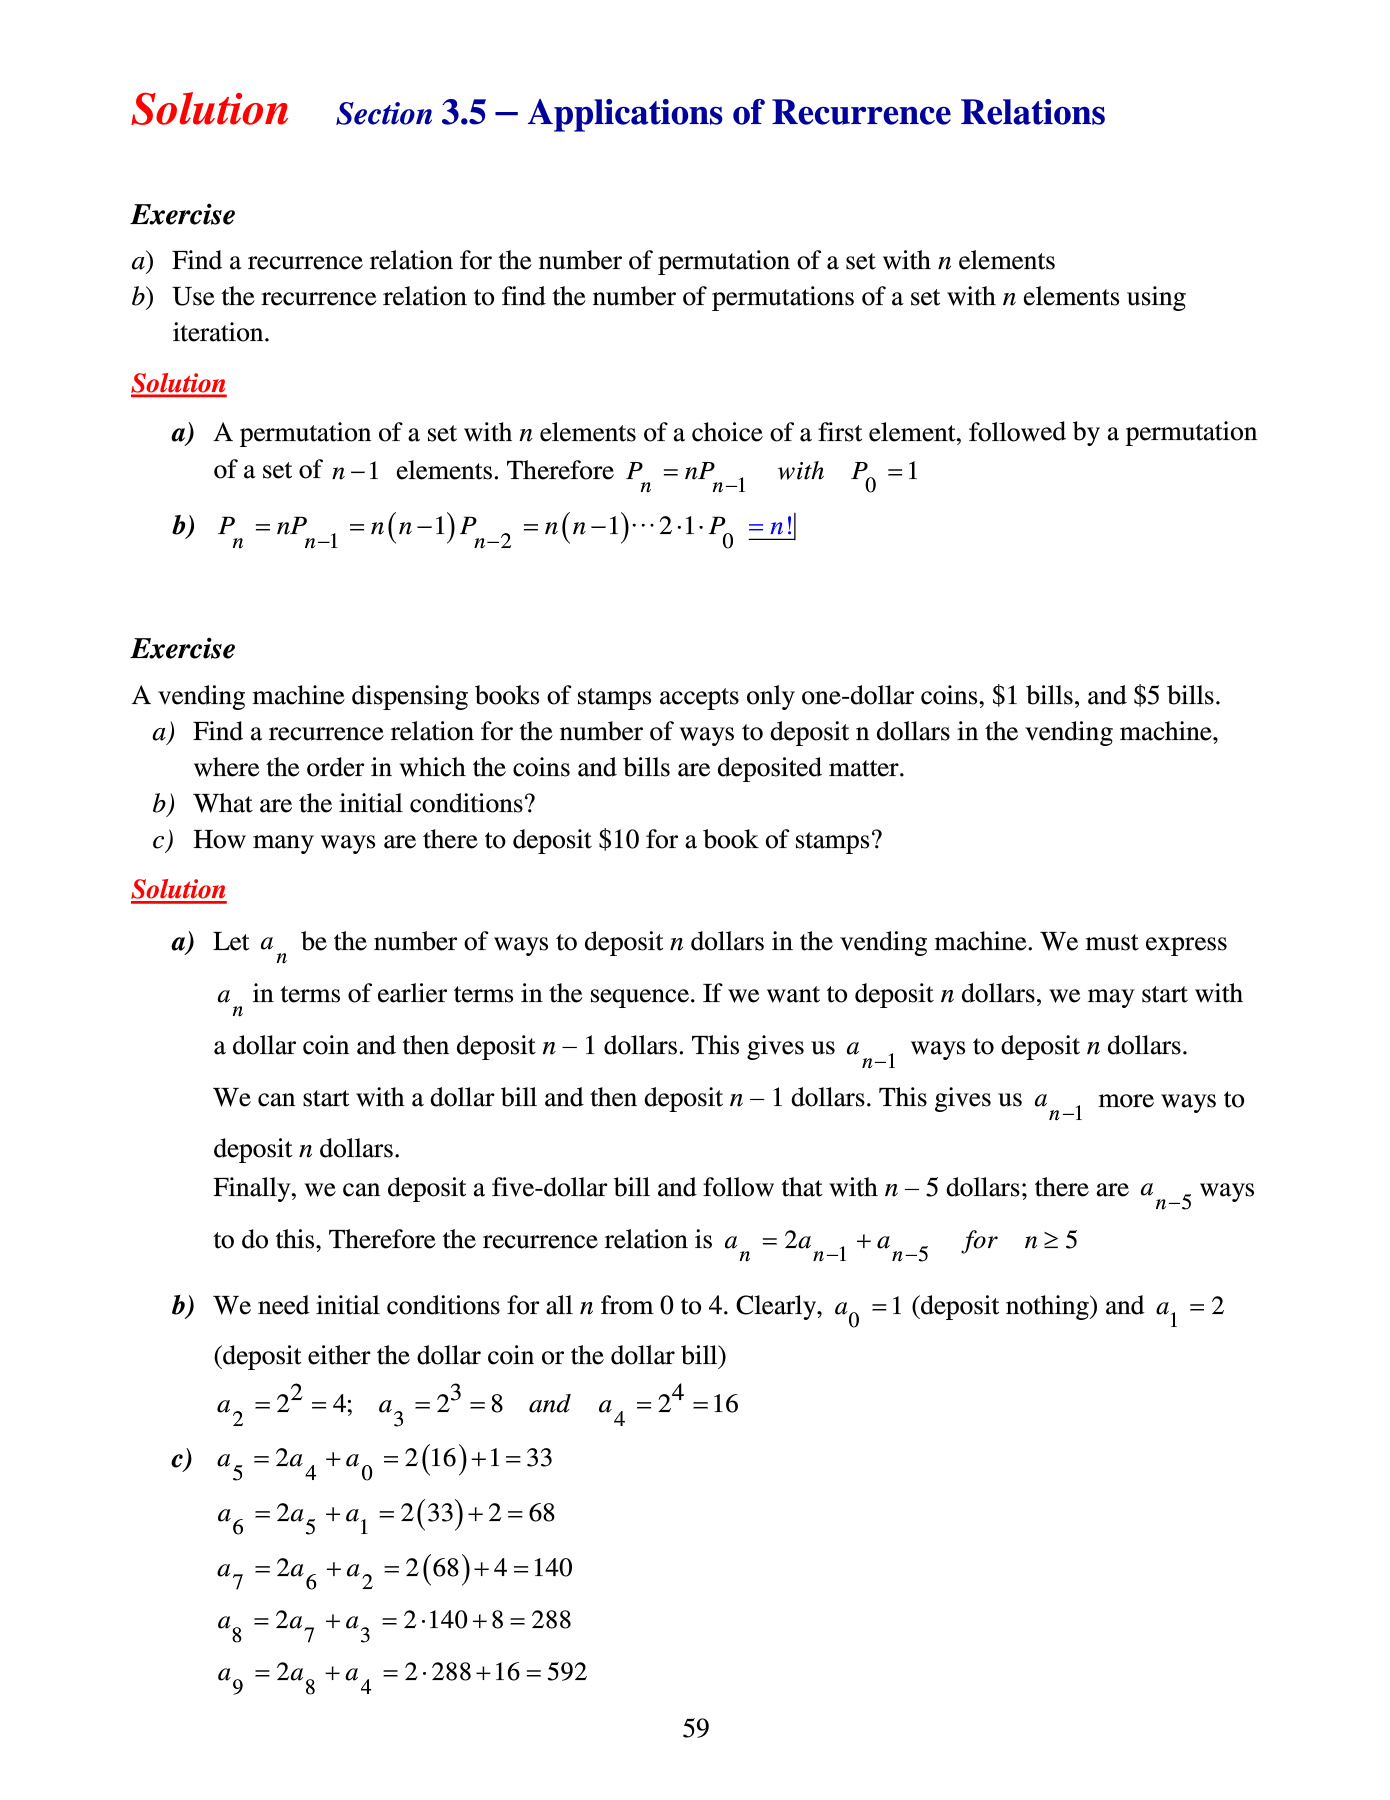 Solution Section 3.5 – Applications of Recurrence Relations
Exercise
a) Find a recurrence relation for the number of permutation of a set with n elements
b) Use the recurrence relation to find the number of permutations of a set with n elements using
iteration.
Solution
a) A permutation of a set with n elements of a choice of a first element, followed by a permutation
of a set of n−1 elements. Therefore P_n = nP_{n−1} with P_0 = 1
b) P_n = nP_{n−1} = n(n−1)P_{n−2} = n(n−1)⋯2·1·P_0 = n!|
Exercise
A vending machine dispensing books of stamps accepts only one-dollar coins, $1 bills, and $5 bills.
a) Find a recurrence relation for the number of ways to deposit n dollars in the vending machine,
where the order in which the coins and bills are deposited matter.
b) What are the initial conditions?
c) How many ways are there to deposit $10 for a book of stamps?
Solution
a) Let a_n be the number of ways to deposit n dollars in the vending machine. We must express
a_n in terms of earlier terms in the sequence. If we want to deposit n dollars, we may start with
a dollar coin and then deposit n – 1 dollars. This gives us a_{n−1} ways to deposit n dollars.
We can start with a dollar bill and then deposit n – 1 dollars. This gives us a_{n−1} more ways to
deposit n dollars.
Finally, we can deposit a five-dollar bill and follow that with n – 5 dollars; there are a_{n−5} ways
to do this, Therefore the recurrence relation is a_n = 2a_{n−1} + a_{n−5} for n ≥ 5
b) We need initial conditions for all n from 0 to 4. Clearly, a_0 = 1 (deposit nothing) and a_1 = 2
(deposit either the dollar coin or the dollar bill)
a_2 = 2^2 = 4; a_3 = 2^3 = 8 and a_4 = 2^4 = 16
c) a_5 = 2a_4 + a_0 = 2(16)+1 = 33
a_6 = 2a_5 + a_1 = 2(33)+2 = 68
a_7 = 2a_6 + a_2 = 2(68)+4 = 140
a_8 = 2a_7 + a_3 = 2·140+8 = 288
a_9 = 2a_8 + a_4 = 2·288+16 = 592
59